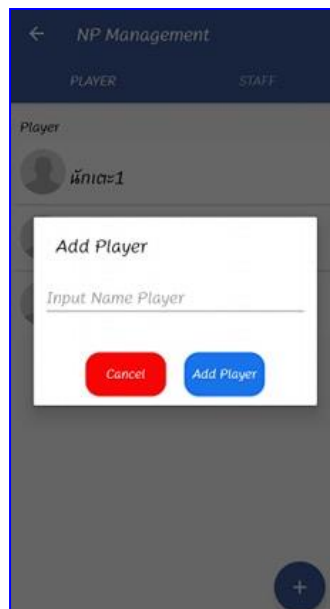 NP Management
PLAYER STAFF
Player
นักเตะ1
Add Player
Input Name Player
Cancel Add Player
+